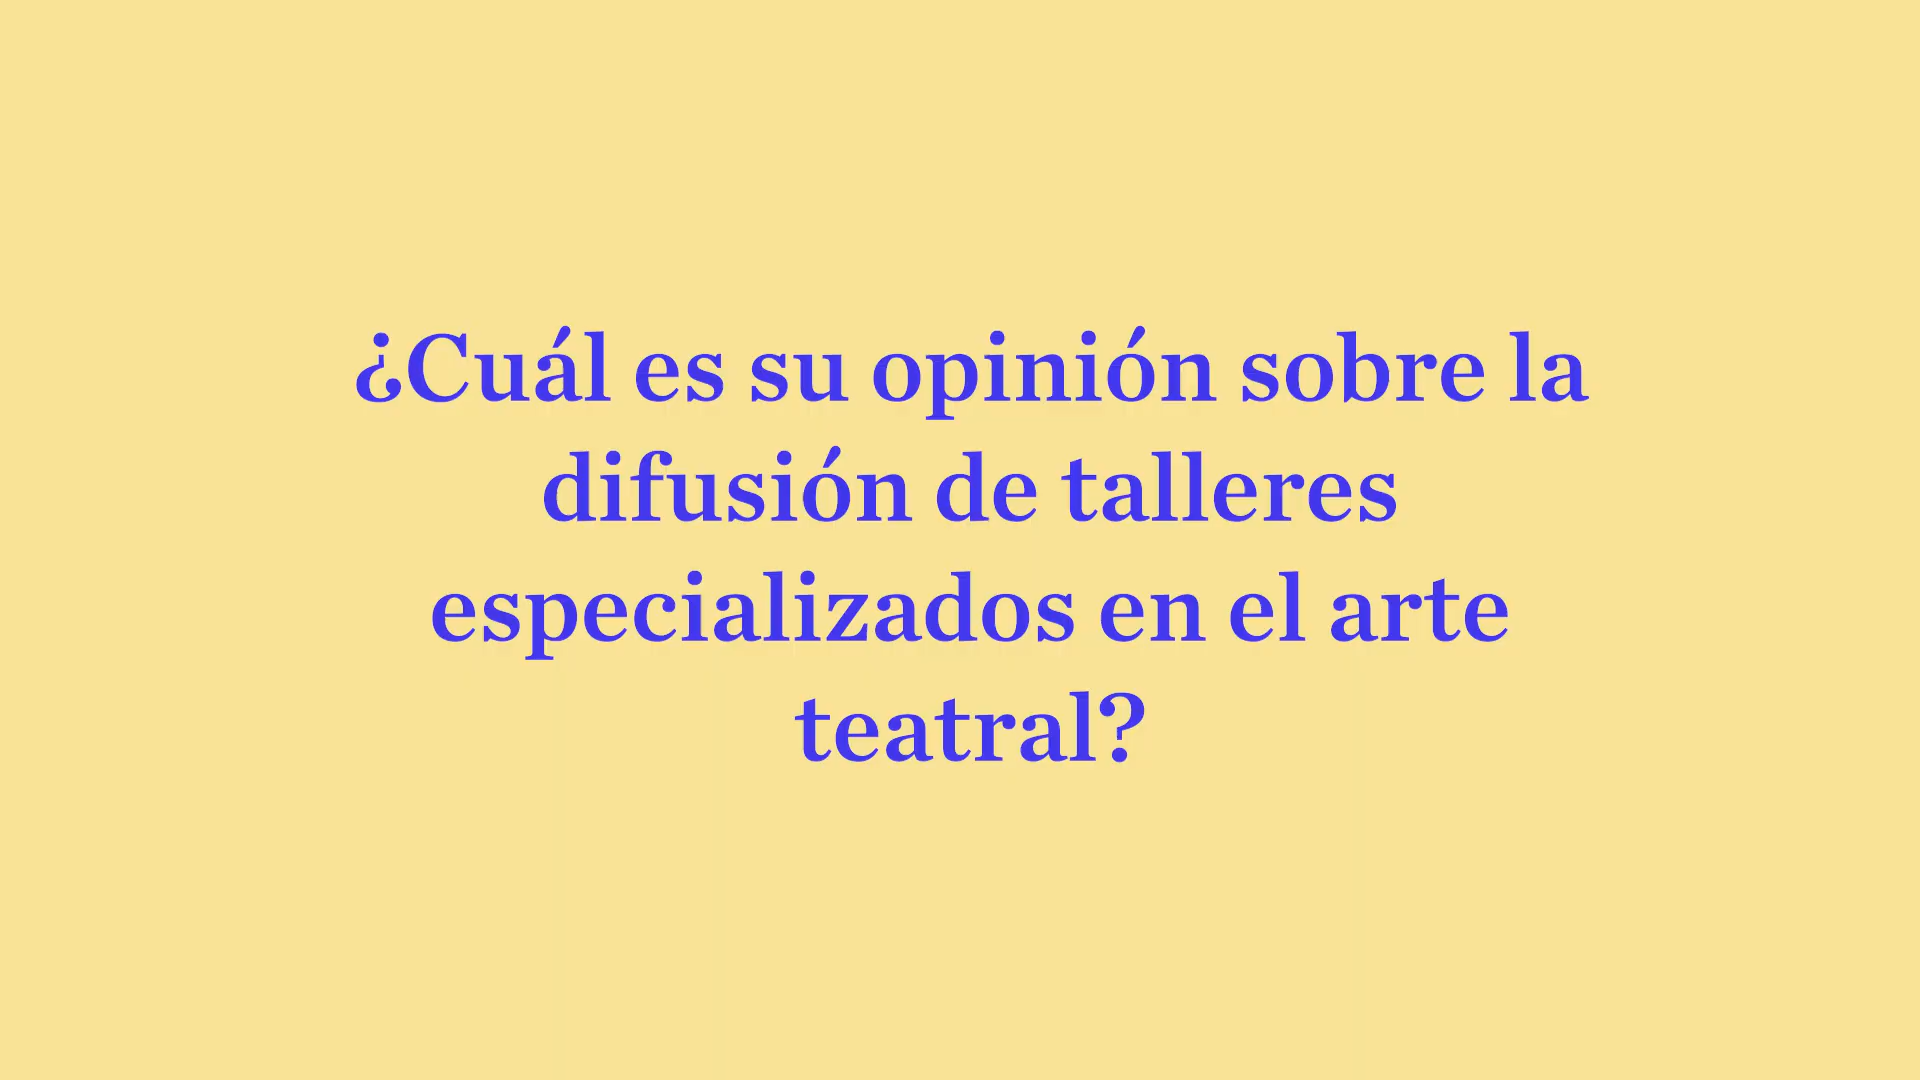 ¿Cuál es su opinión sobre la
difusión de talleres
especializados en el arte
teatral?